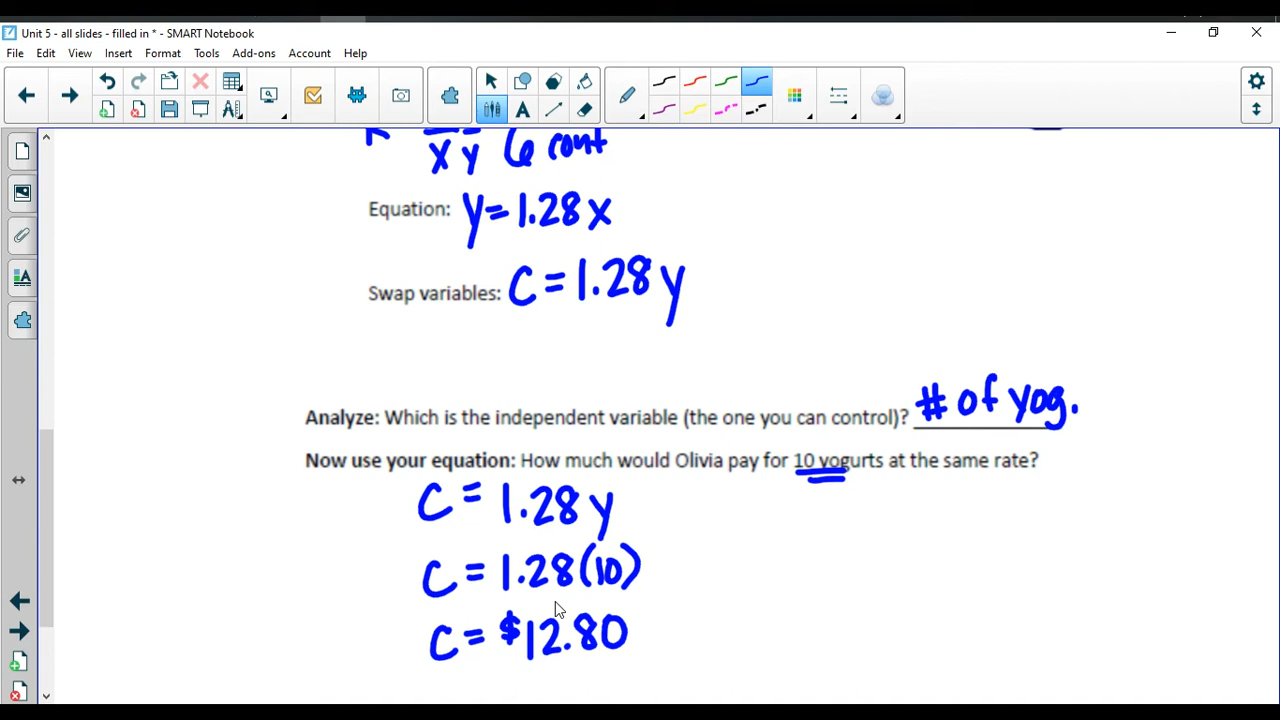 Unit 5 - all slides - filled in * - SMART Notebook
File Edit View Insert Format Tools Add-ons Account Help
x y 6 cont
Equation: y=1.28x
Swap variables: C=1.28y
Analyze: Which is the independent variable (the one you can control)? # of yog.
Now use your equation: How much would Olivia pay for 10 yogurts at the same rate?
C = 1.28y
C = 1.28(10)
C = $12.80